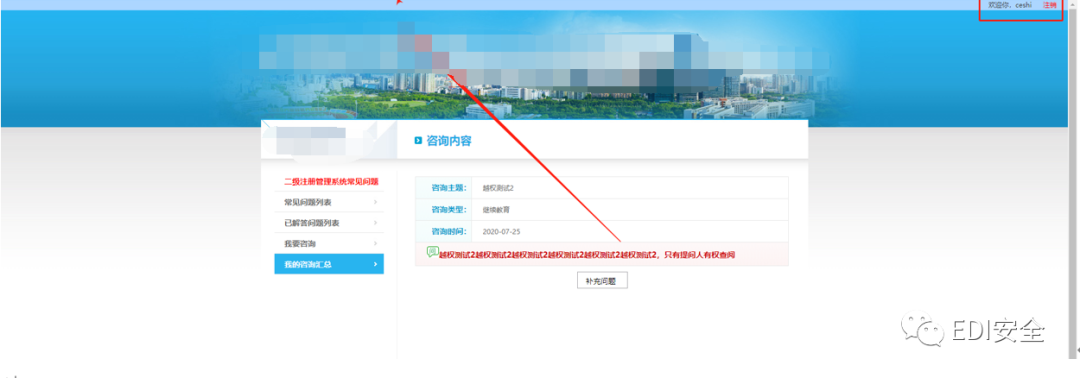 欢迎你，ceshi 注销
咨询内容
二级注册管理系统常见问题
常见问题列表
已解答问题列表
我要咨询
我的咨询汇总
咨询主题： 越权测试2
咨询类型： 继续教育
咨询时间： 2020-07-25
问 越权测试2越权测试2越权测试2越权测试2越权测试2越权测试2，只有提问人有权查阅
补充问题
EDI安全